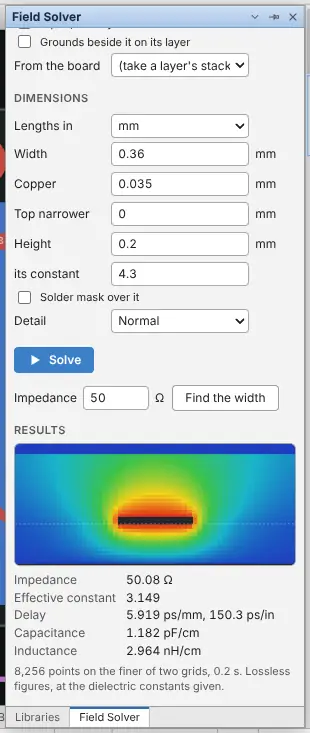 Field Solver
Grounds beside it on its layer
From the board (take a layer's stack
DIMENSIONS
Lengths in mm
Width 0.36 mm
Copper 0.035 mm
Top narrower 0 mm
Height 0.2 mm
its constant 4.3
Solder mask over it
Detail Normal
Solve
Impedance 50 Ω Find the width
RESULTS
Impedance 50.08 Ω
Effective constant 3.149
Delay 5.919 ps/mm, 150.3 ps/in
Capacitance 1.182 pF/cm
Inductance 2.964 nH/cm
8,256 points on the finer of two grids, 0.2 s. Lossless
figures, at the dielectric constants given.
Libraries Field Solver